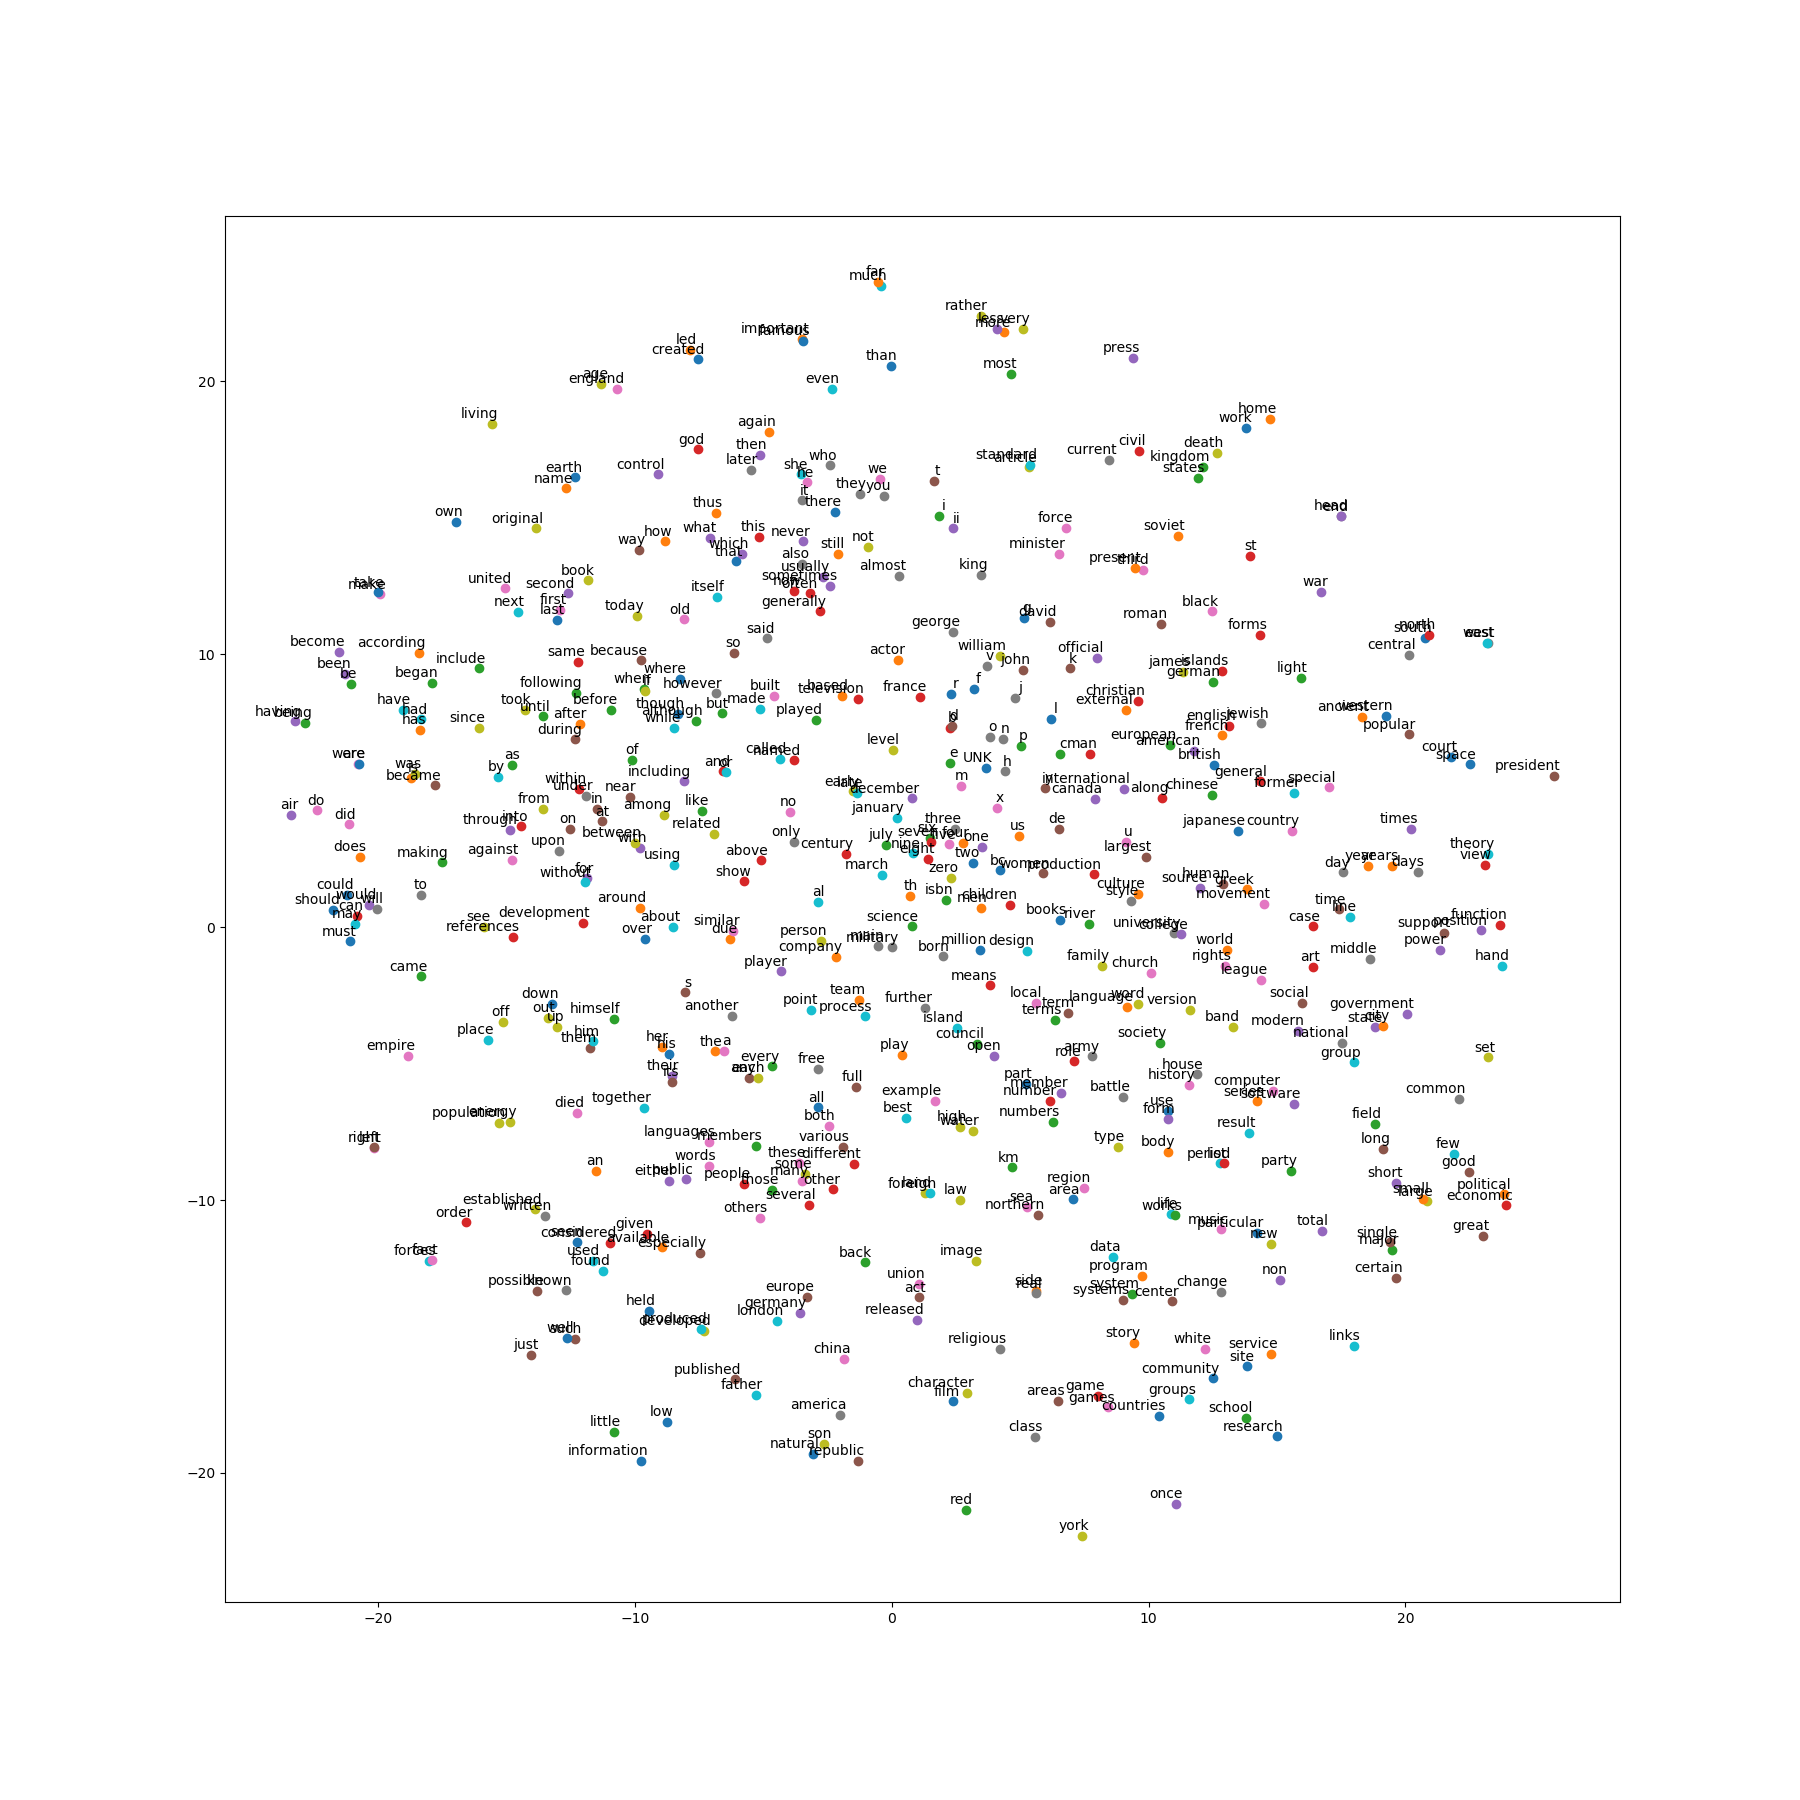 far
much
rather
less very
more
important
famous
led
created
than
press
most
age
england
even
living
home
work
again
god
then
civil
death
current
who
later
she
standard
article
kingdom
states
control
he
we
t
earth
name
it
they you
there
thus
i
own
original
ii
force
head
end
how
what
this
never
soviet
way
which
that
still
not
minister
st
also
present
third
usually
almost
king
book
sometimes
take
make
united
second
itself
now
often
war
next
first
last
today
old
generally
g
david
black
roman
george
forms
north
south
west
east
said
become
according
same
because
so
actor
william
official
central
been
be
began
include
where
v
john
k
james
islands
german
light
following
when
if
however
built
based
television
france
r
f
j
christian
external
have
took
until
before
though
although
but
made
played
having
being
had
has
since
after
while
b
d
l
english
french
jewish
ancient
western
popular
during
level
o
n
p
european
american
court
space
were
are
was
is
as
by
of
and
or
called
named
e
UNK
h
cman
british
became
including
within
under
near
early
late
december
m
y
international
canada
along
general
former
special
president
air
do
did
from
in
at
among
like
no
january
x
chinese
through
into
on
between
with
related
only
july
three
six
seven
five
four
nine
us
de
u
japanese
country
times
does
making
against
upon
using
above
century
eight
one
two
bc
women
production
largest
theory
view
without
for
show
march
zero
year
years
day
days
could
would
should
can
will
may
must
to
around
al
th
isbn
men
children
culture
style
source
human
greek
movement
time
line
see
references
development
about
over
similar
due
person
company
science
main
military
born
books
river
million
design
university
college
case
support
position
function
power
came
player
world
rights
family
church
league
art
middle
hand
s
means
down
out
up
off
himself
another
point
team
process
further
local
term
terms
language
word
version
social
government
state
city
place
him
them
island
council
open
band
modern
national
empire
her
his
the
a
play
society
army
role
group
set
their
its
any
each
every
free
full
part
member
house
history
computer
series
software
common
population
energy
died
together
all
both
example
best
number
numbers
battle
use
form
high
water
result
field
right
left
languages
members
various
type
body
long
few
words
these
different
some
km
period
list
party
good
an
either
public
people
those
many
other
foreign
land
region
area
short
small
large
political
economic
established
written
several
others
law
sea
northern
life
works
order
given
music
particular
total
great
seen
considered
available
new
single
major
forces
fact
used
found
especially
back
image
data
possible
known
union
act
program
non
certain
europe
side
real
system
systems
center
change
held
germany
london
released
produced
developed
well
such
just
china
religious
story
white
service
site
links
published
father
community
character
film
areas
game
games
groups
low
america
countries
school
little
son
class
research
information
natural
republic
red
once
york
20
10
0
−10
−20
−20
−10
0
10
20